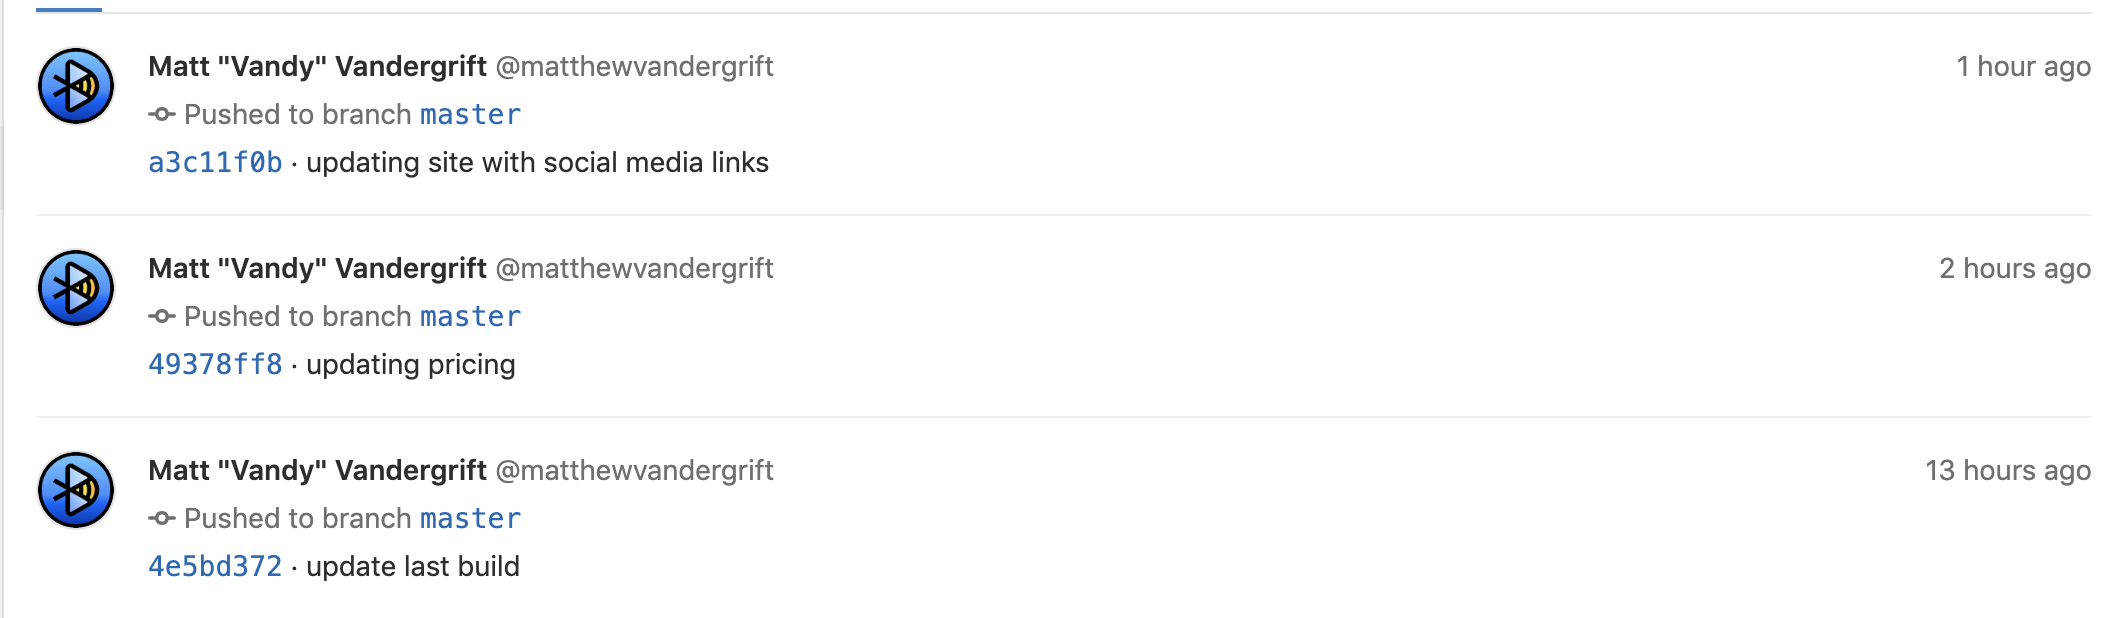 Matt "Vandy" Vandergrift @matthewvandergrift 1 hour ago
Pushed to branch master
a3c11f0b · updating site with social media links
Matt "Vandy" Vandergrift @matthewvandergrift 2 hours ago
Pushed to branch master
49378ff8 · updating pricing
Matt "Vandy" Vandergrift @matthewvandergrift 13 hours ago
Pushed to branch master
4e5bd372 · update last build